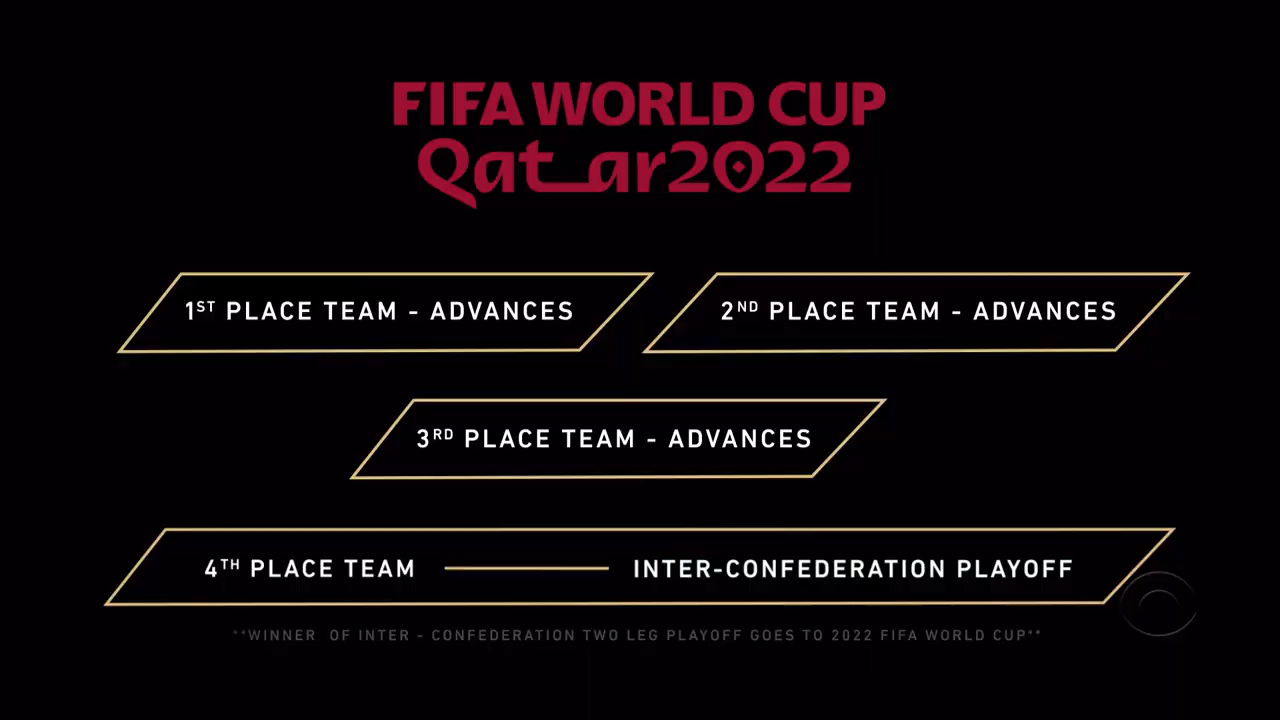 FIFA WORLD CUP
Qatar2022
1ST PLACE TEAM - ADVANCES
2ND PLACE TEAM - ADVANCES
3RD PLACE TEAM - ADVANCES
4TH PLACE TEAM INTER-CONFEDERATION PLAYOFF
**WINNER OF INTER - CONFEDERATION TWO LEG PLAYOFF GOES TO 2022 FIFA WORLD CUP**